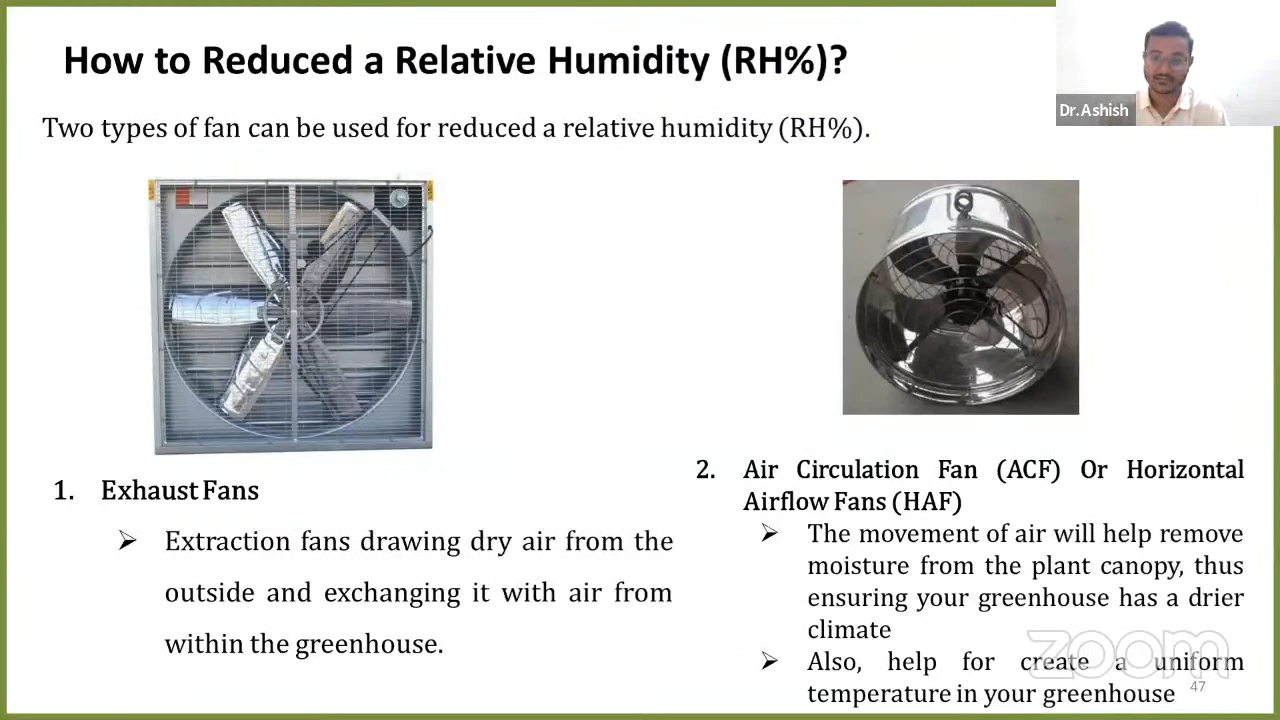 How to Reduced a Relative Humidity (RH%)?
Dr.Ashish
Two types of fan can be used for reduced a relative humidity (RH%).
1. Exhaust Fans
➢ Extraction fans drawing dry air from the
outside and exchanging it with air from
within the greenhouse.
2. Air Circulation Fan (ACF) Or Horizontal
Airflow Fans (HAF)
➢ The movement of air will help remove
moisture from the plant canopy, thus
ensuring your greenhouse has a drier
climate
➢ Also, help for create a uniform
temperature in your greenhouse
zoom
47